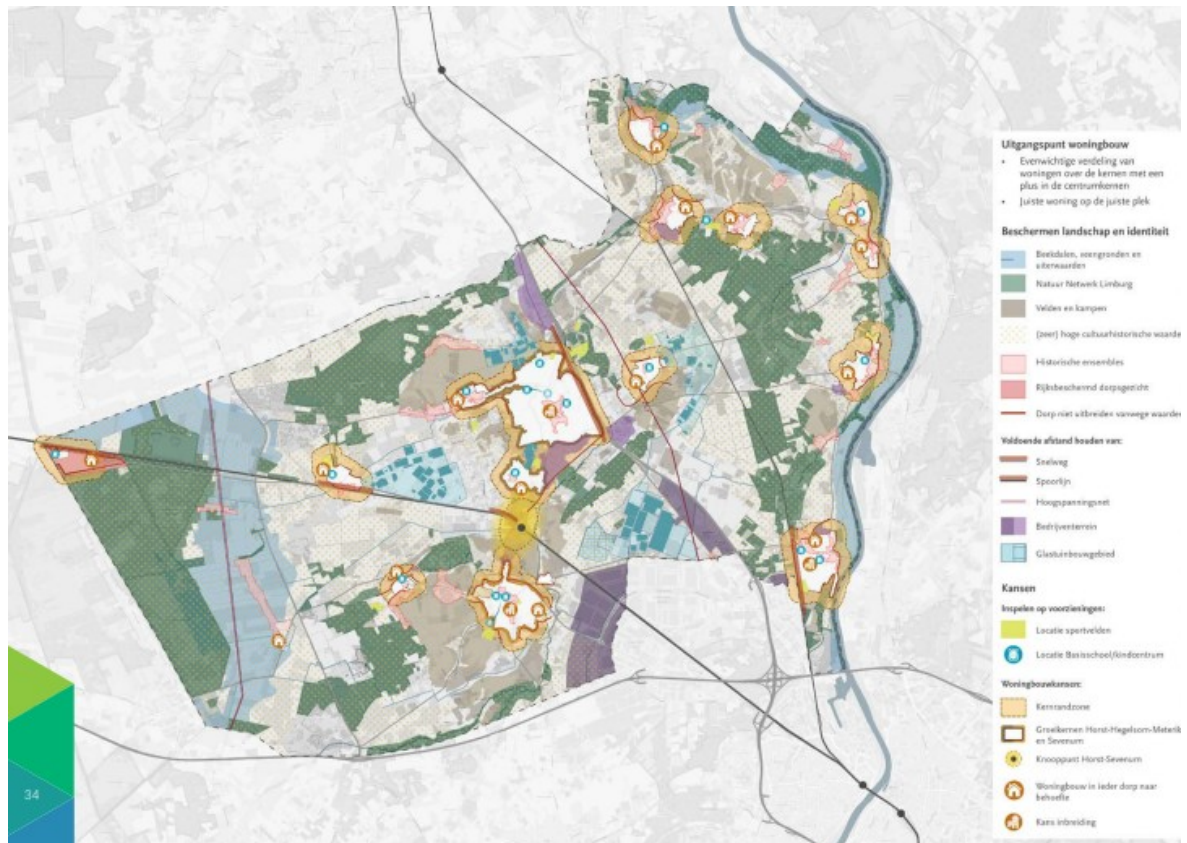 Uitgangspunt woningbouw
• Evenwichtige verdeling van
woningen over de kernen met een
plus in de centrumkernen
• Juiste woning op de juiste plek
Beschermen landschap en identiteit
Beekdalen, veengronden en
uiterwaarden
Natuur Netwerk Limburg
Velden en kampen
(zeer) hoge cultuurhistorische waarde
Historische ensembles
Rijksbeschermd dorpsgezicht
Dorp niet uitbreiden vanwege waarden
Voldoende afstand houden van:
Snelweg
Spoorlijn
Hoogspanningsnet
Bedrijventerrein
Glastuinbouwgebied
Kansen
Inspelen op voorzieningen:
Locatie sportvelden
Locatie Basisschool/kindcentrum
Woningbouwkansen:
Kernrandzone
Groeikernen Horst-Hegelsom-Meterik
en Sevenum
Knooppunt Horst-Sevenum
Woningbouw in ieder dorp naar
behoefte
Kans inbreiding
34